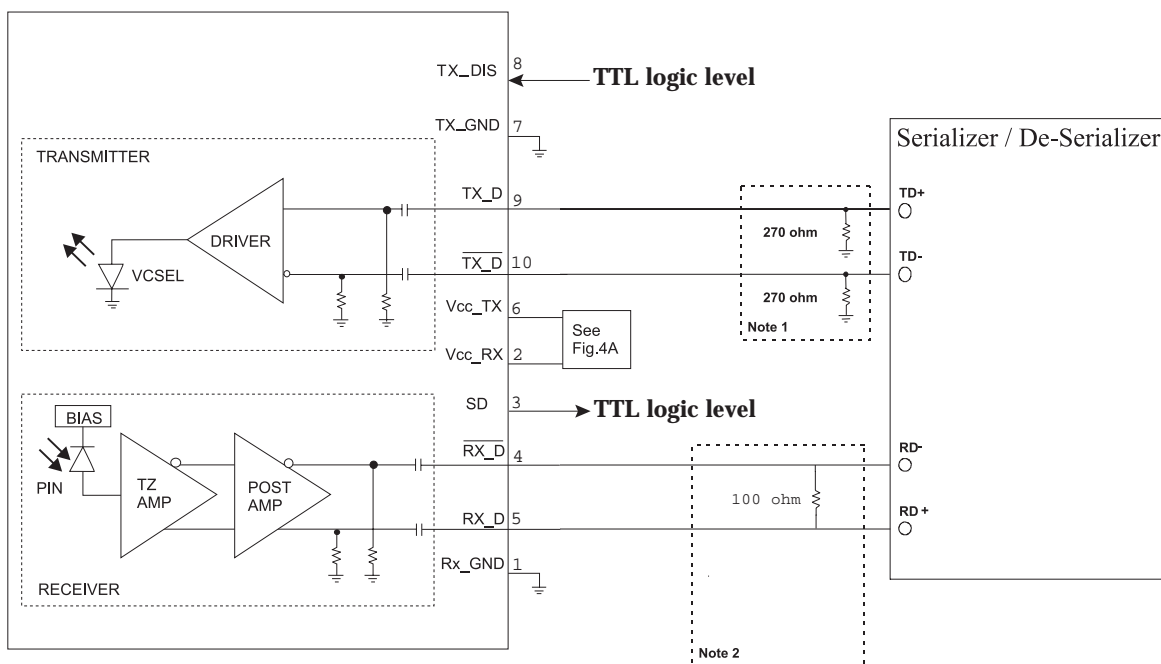 TX_DIS 8
TTL logic level
TX_GND 7
Serializer / De-Serializer
TRANSMITTER
TX_D 9
TD+
270 ohm
DRIVER
VCSEL
TX_D 10
TD-
270 ohm
Note 1
Vcc_TX 6
See
Fig.4A
Vcc_RX 2
SD 3
TTL logic level
BIAS
PIN
TZ
AMP
POST
AMP
RX_D 4
RD-
100 ohm
RX_D 5
RD+
Rx_GND 1
RECEIVER
Note 2